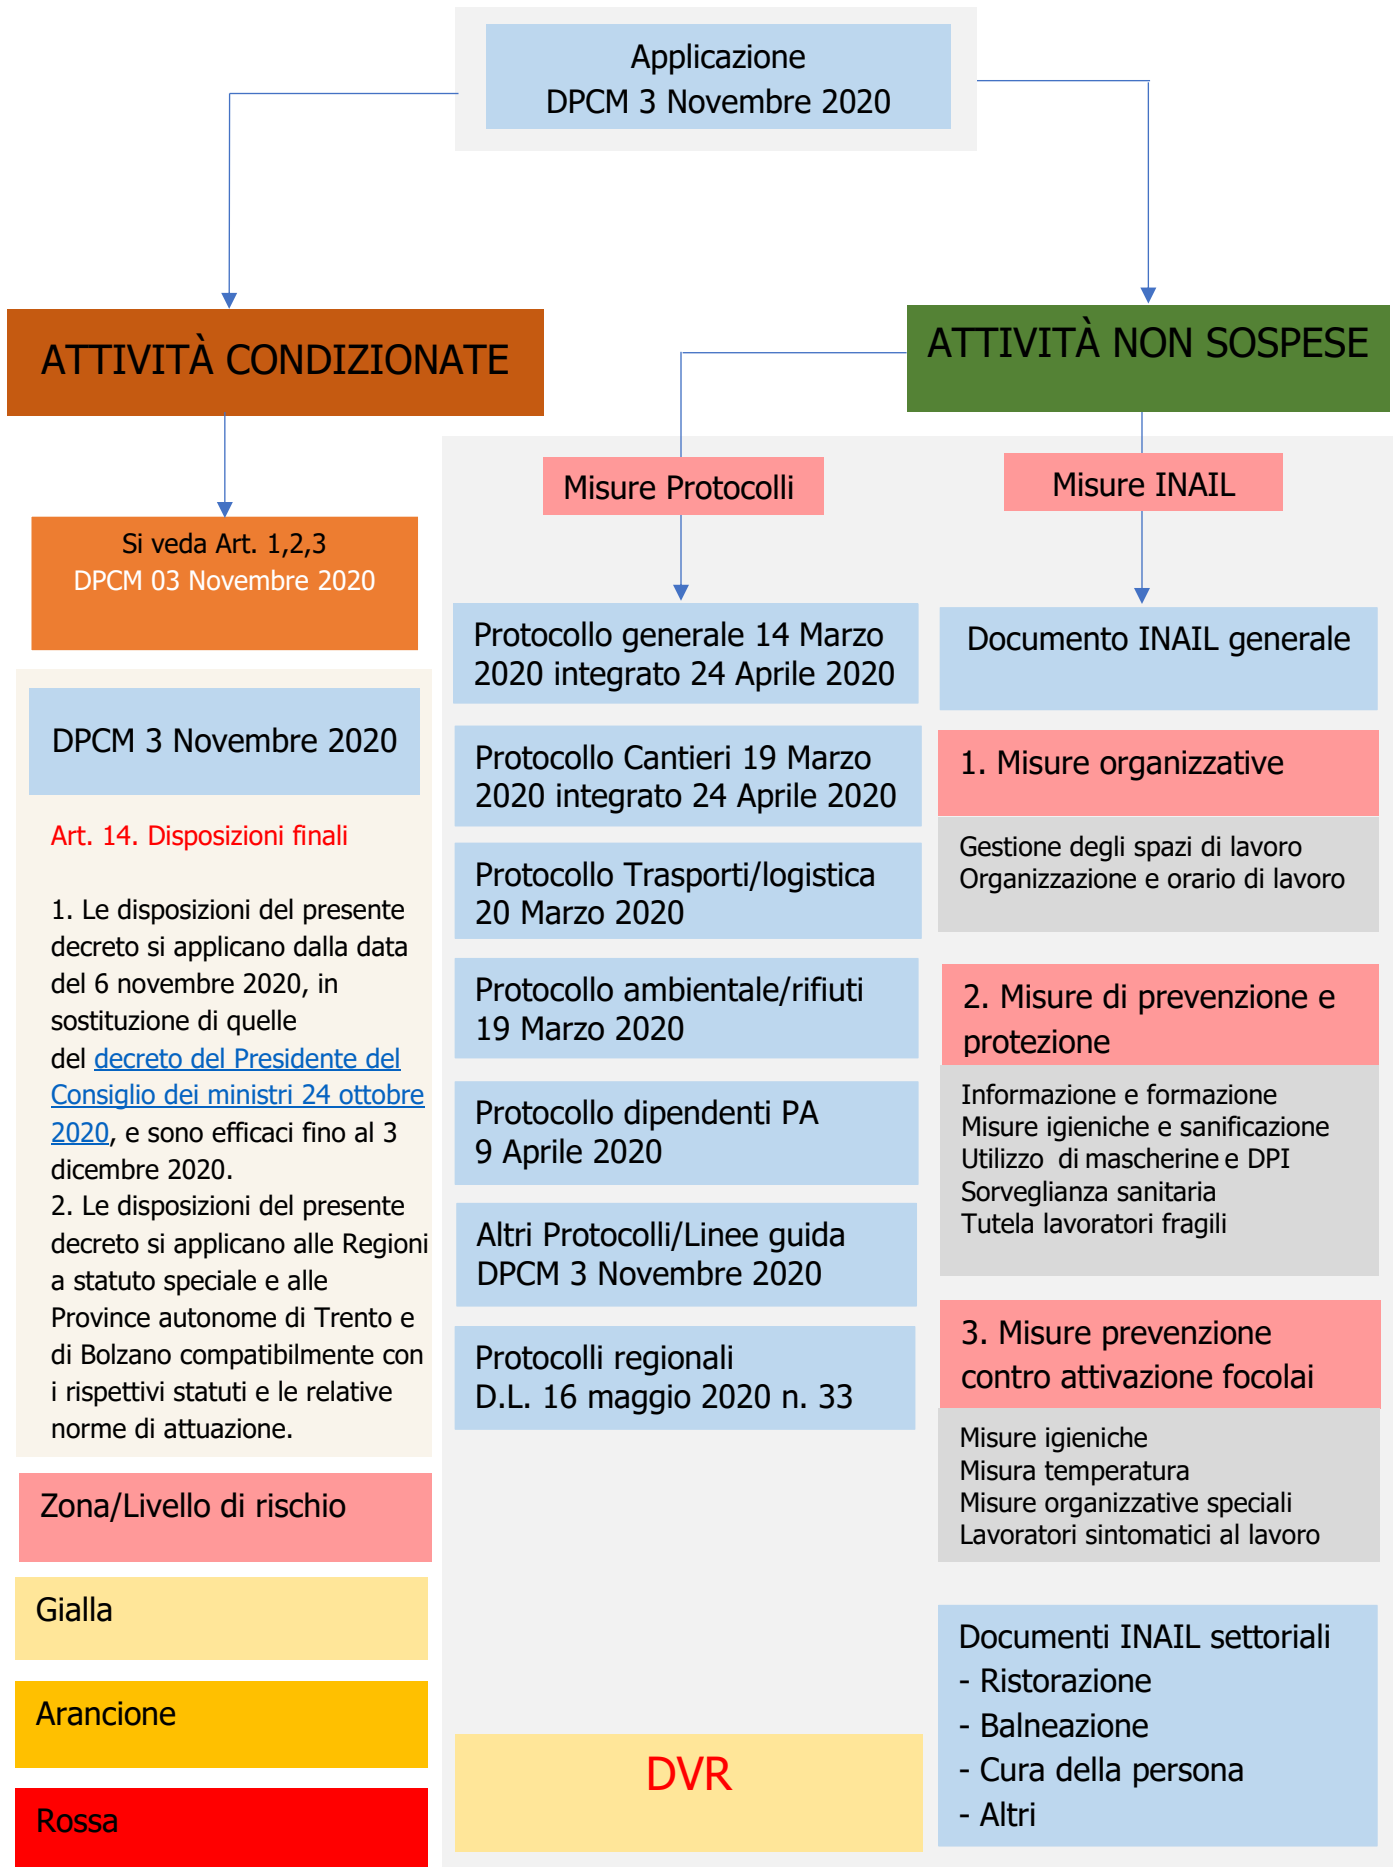 Applicazione
DPCM 3 Novembre 2020
ATTIVITÀ CONDIZIONATE
ATTIVITÀ NON SOSPESE
Si veda Art. 1,2,3
DPCM 03 Novembre 2020
DPCM 3 Novembre 2020
Art. 14. Disposizioni finali
1. Le disposizioni del presente
decreto si applicano dalla data
del 6 novembre 2020, in
sostituzione di quelle
del decreto del Presidente del
Consiglio dei ministri 24 ottobre
2020, e sono efficaci fino al 3
dicembre 2020.
2. Le disposizioni del presente
decreto si applicano alle Regioni
a statuto speciale e alle
Province autonome di Trento e
di Bolzano compatibilmente con
i rispettivi statuti e le relative
norme di attuazione.
Zona/Livello di rischio
Gialla
Arancione
Rossa
Misure Protocolli
Protocollo generale 14 Marzo
2020 integrato 24 Aprile 2020
Protocollo Cantieri 19 Marzo
2020 integrato 24 Aprile 2020
Protocollo Trasporti/logistica
20 Marzo 2020
Protocollo ambientale/rifiuti
19 Marzo 2020
Protocollo dipendenti PA
9 Aprile 2020
Altri Protocolli/Linee guida
DPCM 3 Novembre 2020
Protocolli regionali
D.L. 16 maggio 2020 n. 33
DVR
Misure INAIL
Documento INAIL generale
1. Misure organizzative
Gestione degli spazi di lavoro
Organizzazione e orario di lavoro
2. Misure di prevenzione e
protezione
Informazione e formazione
Misure igieniche e sanificazione
Utilizzo di mascherine e DPI
Sorveglianza sanitaria
Tutela lavoratori fragili
3. Misure prevenzione
contro attivazione focolai
Misure igieniche
Misura temperatura
Misure organizzative speciali
Lavoratori sintomatici al lavoro
Documenti INAIL settoriali
- Ristorazione
- Balneazione
- Cura della persona
- Altri